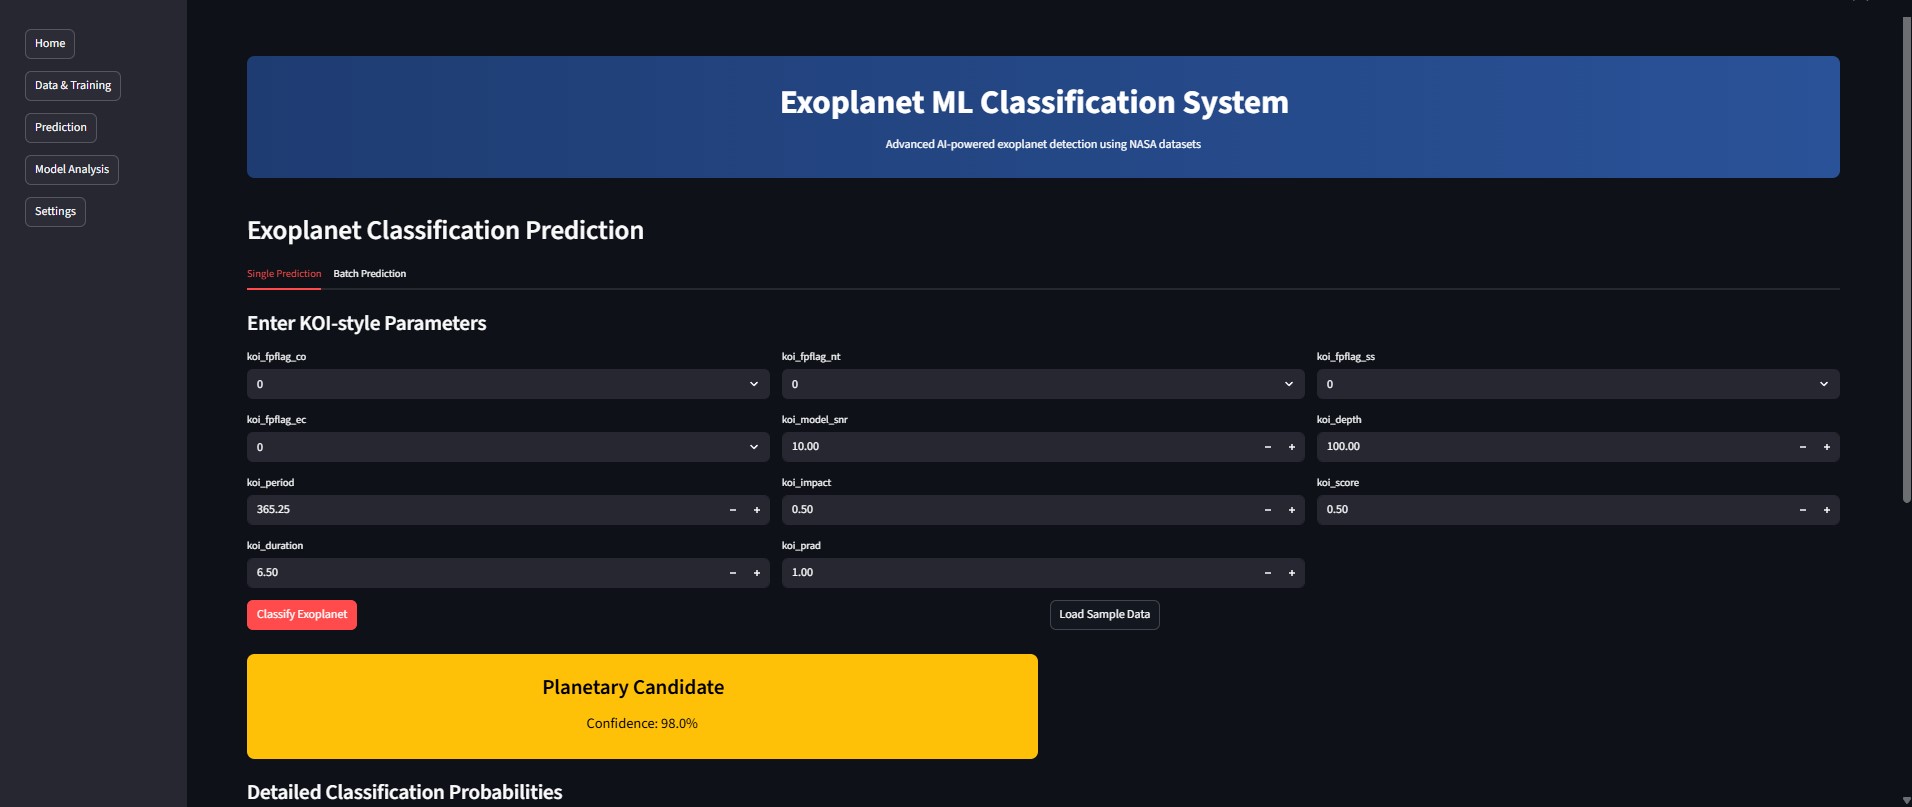 Home
Data & Training
Prediction
Model Analysis
Settings
Exoplanet ML Classification System
Advanced AI-powered exoplanet detection using NASA datasets
Exoplanet Classification Prediction
Single Prediction Batch Prediction
Enter KOI-style Parameters
koi_fpflag_co koi_fpflag_nt koi_fpflag_ss
0 0 0
koi_fpflag_ec koi_model_snr koi_depth
0 10.00 − + 100.00 − +
koi_period koi_impact koi_score
365.25 − + 0.50 − + 0.50 − +
koi_duration koi_prad
6.50 − + 1.00 − +
Classify Exoplanet Load Sample Data
Planetary Candidate
Confidence: 98.0%
Detailed Classification Probabilities